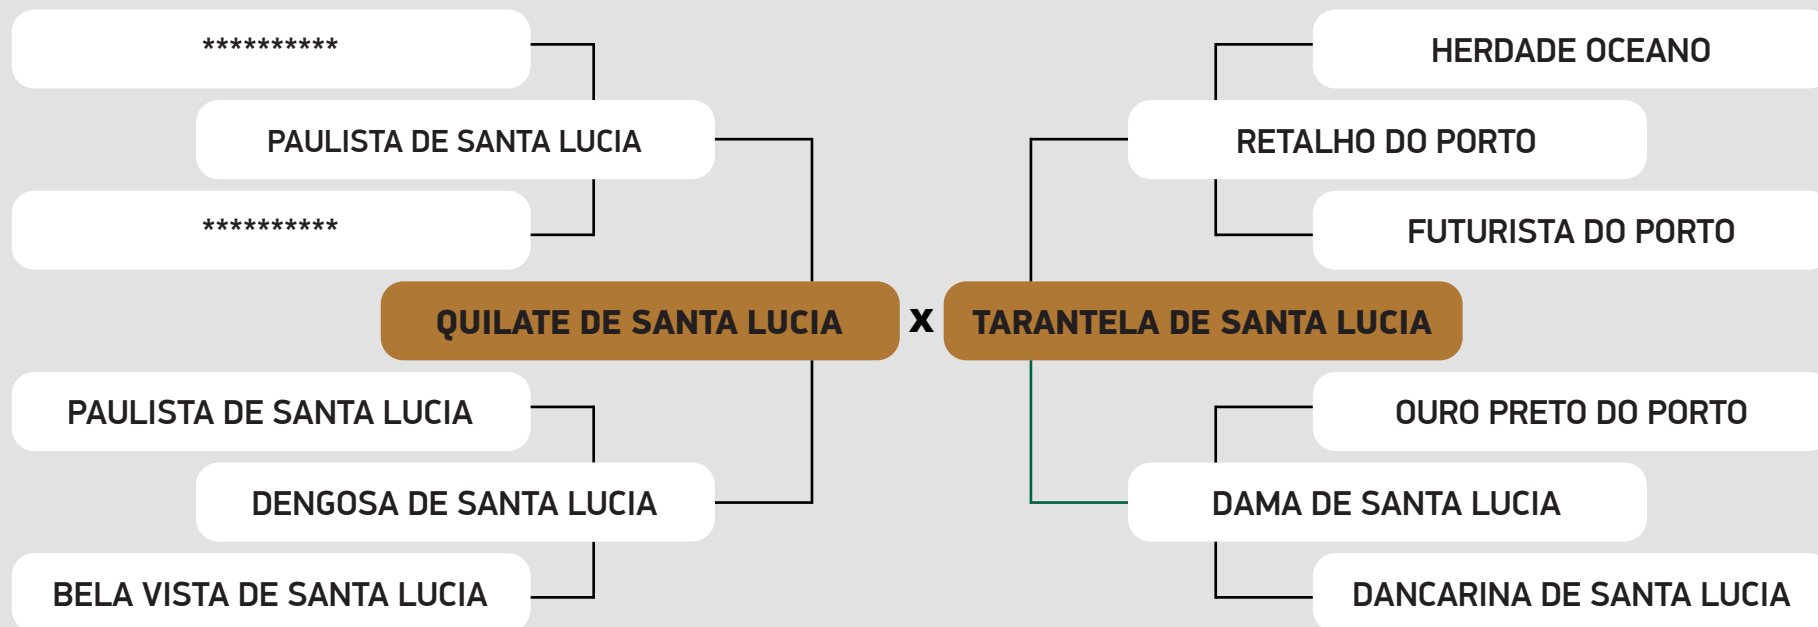 **********
HERDADE OCEANO
PAULISTA DE SANTA LUCIA
RETALHO DO PORTO
**********
FUTURISTA DO PORTO
QUILATE DE SANTA LUCIA X TARANTELA DE SANTA LUCIA
PAULISTA DE SANTA LUCIA
OURO PRETO DO PORTO
DENGOSA DE SANTA LUCIA
DAMA DE SANTA LUCIA
BELA VISTA DE SANTA LUCIA
DANCARINA DE SANTA LUCIA